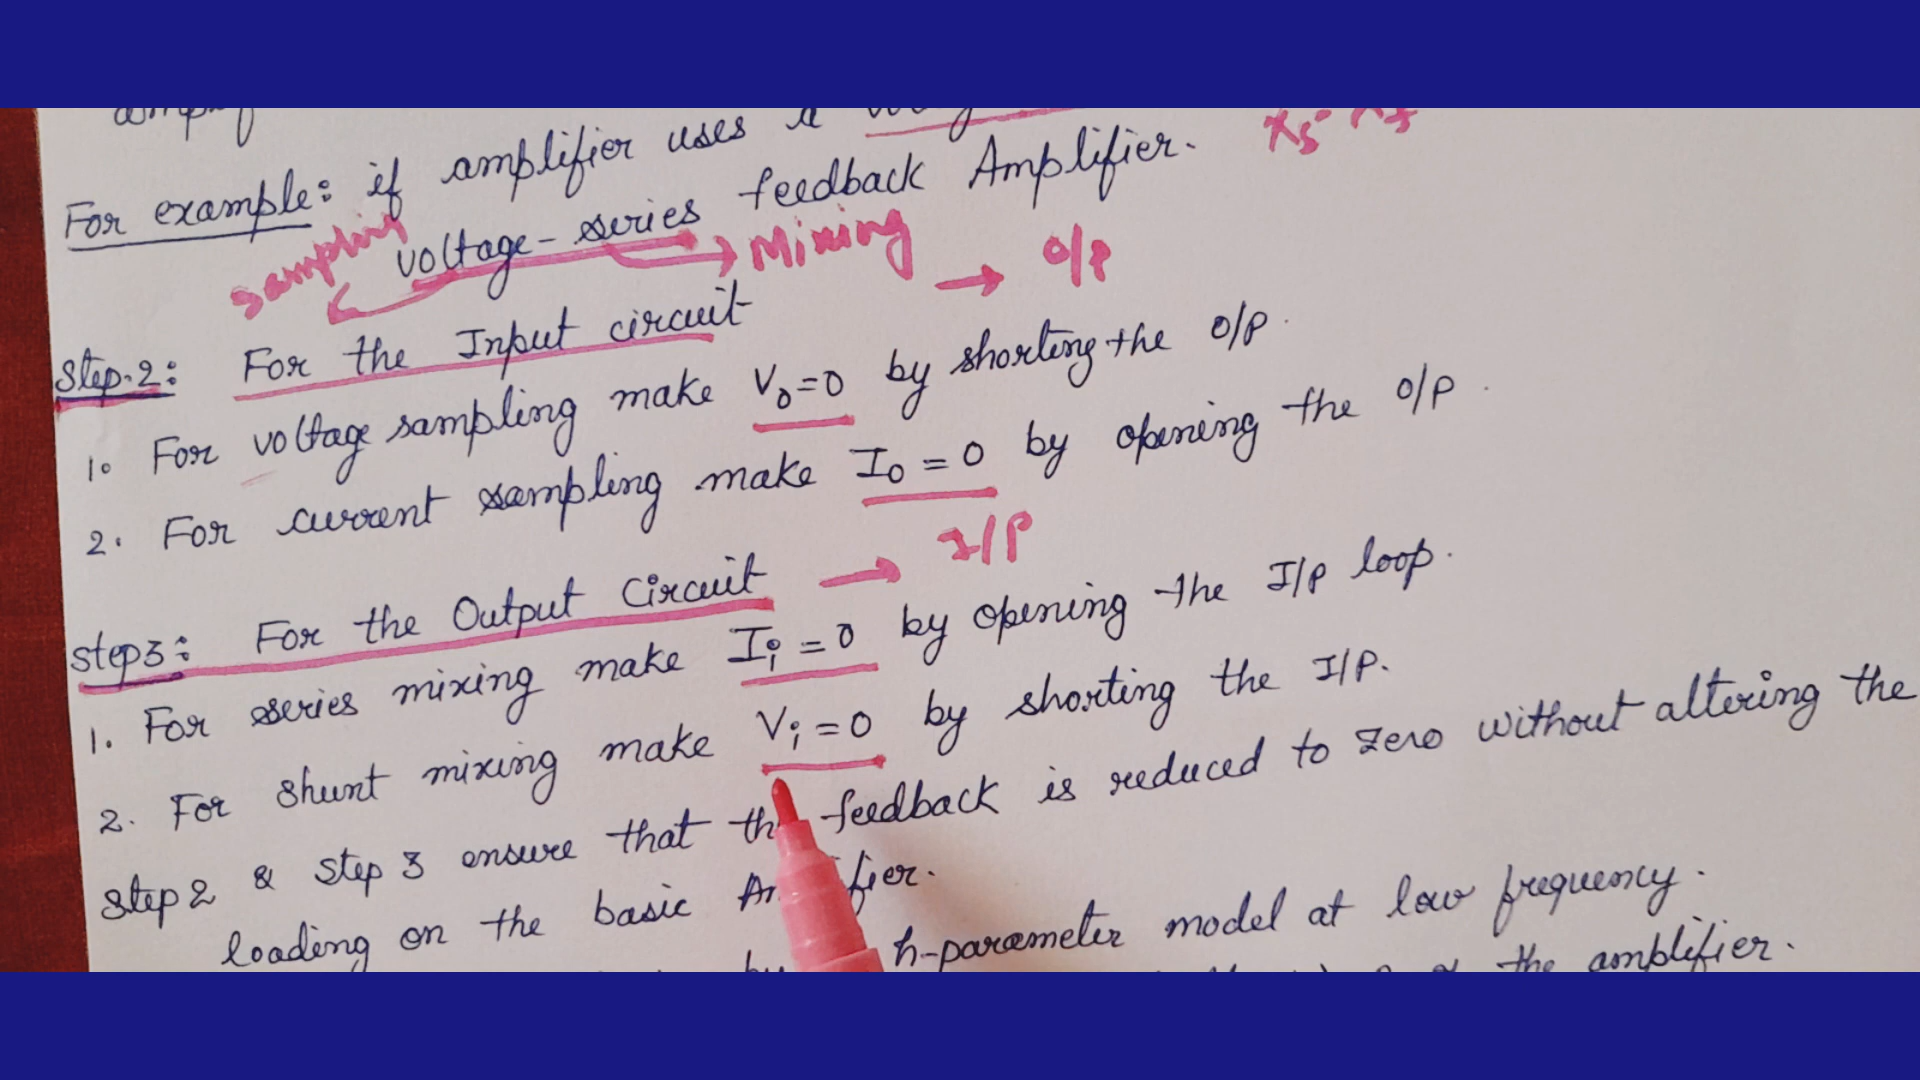 For example: if amplifier uses a
voltage-series feedback Amplifier.
sampling
Mixing
→ O/P
Step-2: For the Input circuit
1. For voltage sampling make V₀=0 by shorting the O/P.
2. For current sampling make I₀=0 by opening the O/P.
→ I/P
Step3: For the Output Circuit
1. For series mixing make Iᵢ=0 by opening the I/P loop.
2. For shunt mixing make Vᵢ=0 by shorting the I/P.
Step 2 & Step 3 ensure that feedback is reduced to zero without altering the
loading on the basic
h-parameter model at low frequency.
the amplifier.